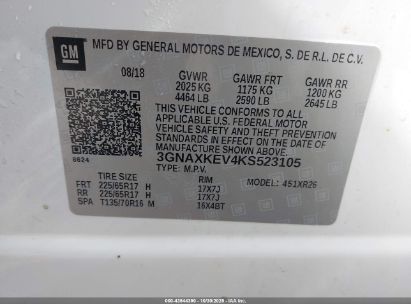 GM MFD BY GENERAL MOTORS DE MEXICO, S. DE R.L. DE C.V.
08/18 GVWR GAWR FRT GAWR RR
2025 KG 1175 KG 1200 KG
4464 LB 2590 LB 2645 LB
THIS VEHICLE CONFORMS TO ALL APPLICABLE
U.S. FEDERAL MOTOR VEHICLE SAFETY, BUMPER,
AND THEFT PREVENTION STANDARDS IN EFFECT ON
THE DATE OF MANUFACTURE SHOWN ABOVE.
3GNAXKEV4KS523105
8624 TYPE: M.P.V. MODEL: 451XR26
TIRE SIZE RIM
FRT 225/65R17 H 17X7J
RR 225/65R17 H 17X7J
SPA T135/70R16 M 16X4BT